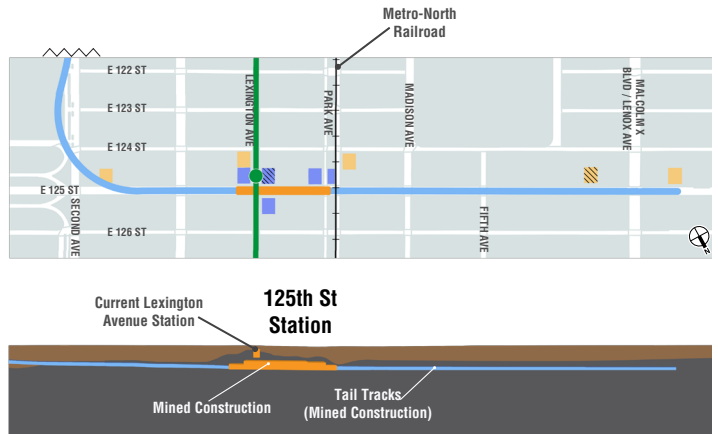 Metro-North
Railroad
E 122 ST
E 123 ST
E 124 ST
E 125 ST
E 126 ST
SECOND AVE
LEXINGTON AVE
PARK AVE
MADISON AVE
FIFTH AVE
MALCOLM X
BLVD / LENOX AVE
N
125th St
Station
Current Lexington
Avenue Station
Mined Construction
Tail Tracks
(Mined Construction)